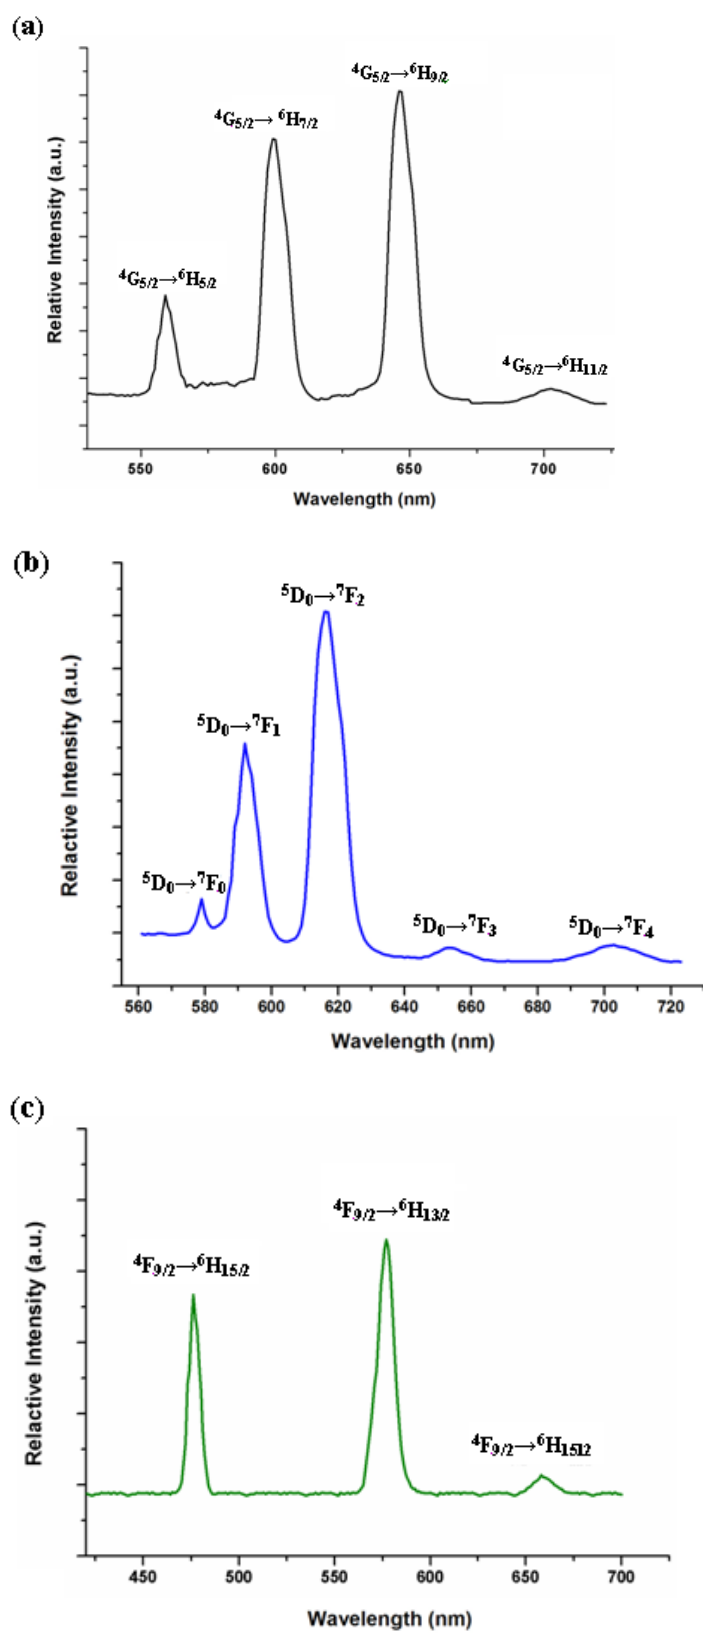 (a)
⁴G₅/₂→⁶H₉/₂
⁴G₅/₂→ ⁶H₇/₂
⁴G₅/₂→⁶H₅/₂
⁴G₅/₂→⁶H₁₁/₂
Relative Intensity (a.u.)
550 600 650 700
Wavelength (nm)
(b)
⁵D₀→⁷F₂
⁵D₀→⁷F₁
⁵D₀→⁷F₀
⁵D₀→⁷F₃
⁵D₀→⁷F₄
Relactive Intensity (a.u.)
560 580 600 620 640 660 680 700 720
Wavelength (nm)
(c)
⁴F₉/₂→⁶H₁₃/₂
⁴F₉/₂→⁶H₁₅/₂
⁴F₉/₂→⁶H₁₅₁₂
Relactive Intensity (a.u.)
450 500 550 600 650 700
Wavelength (nm)